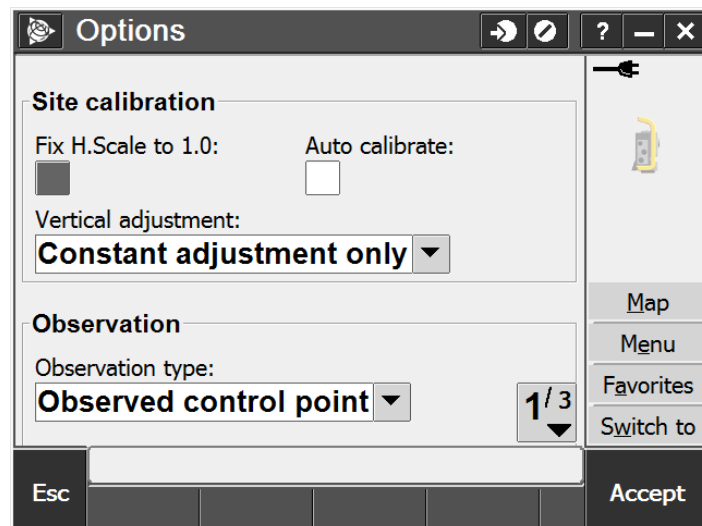 Options
?
Site calibration
Fix H.Scale to 1.0:
Auto calibrate:
Vertical adjustment:
Constant adjustment only
Observation
Observation type:
Observed control point
1/3
Map
Menu
Favorites
Switch to
Esc
Accept